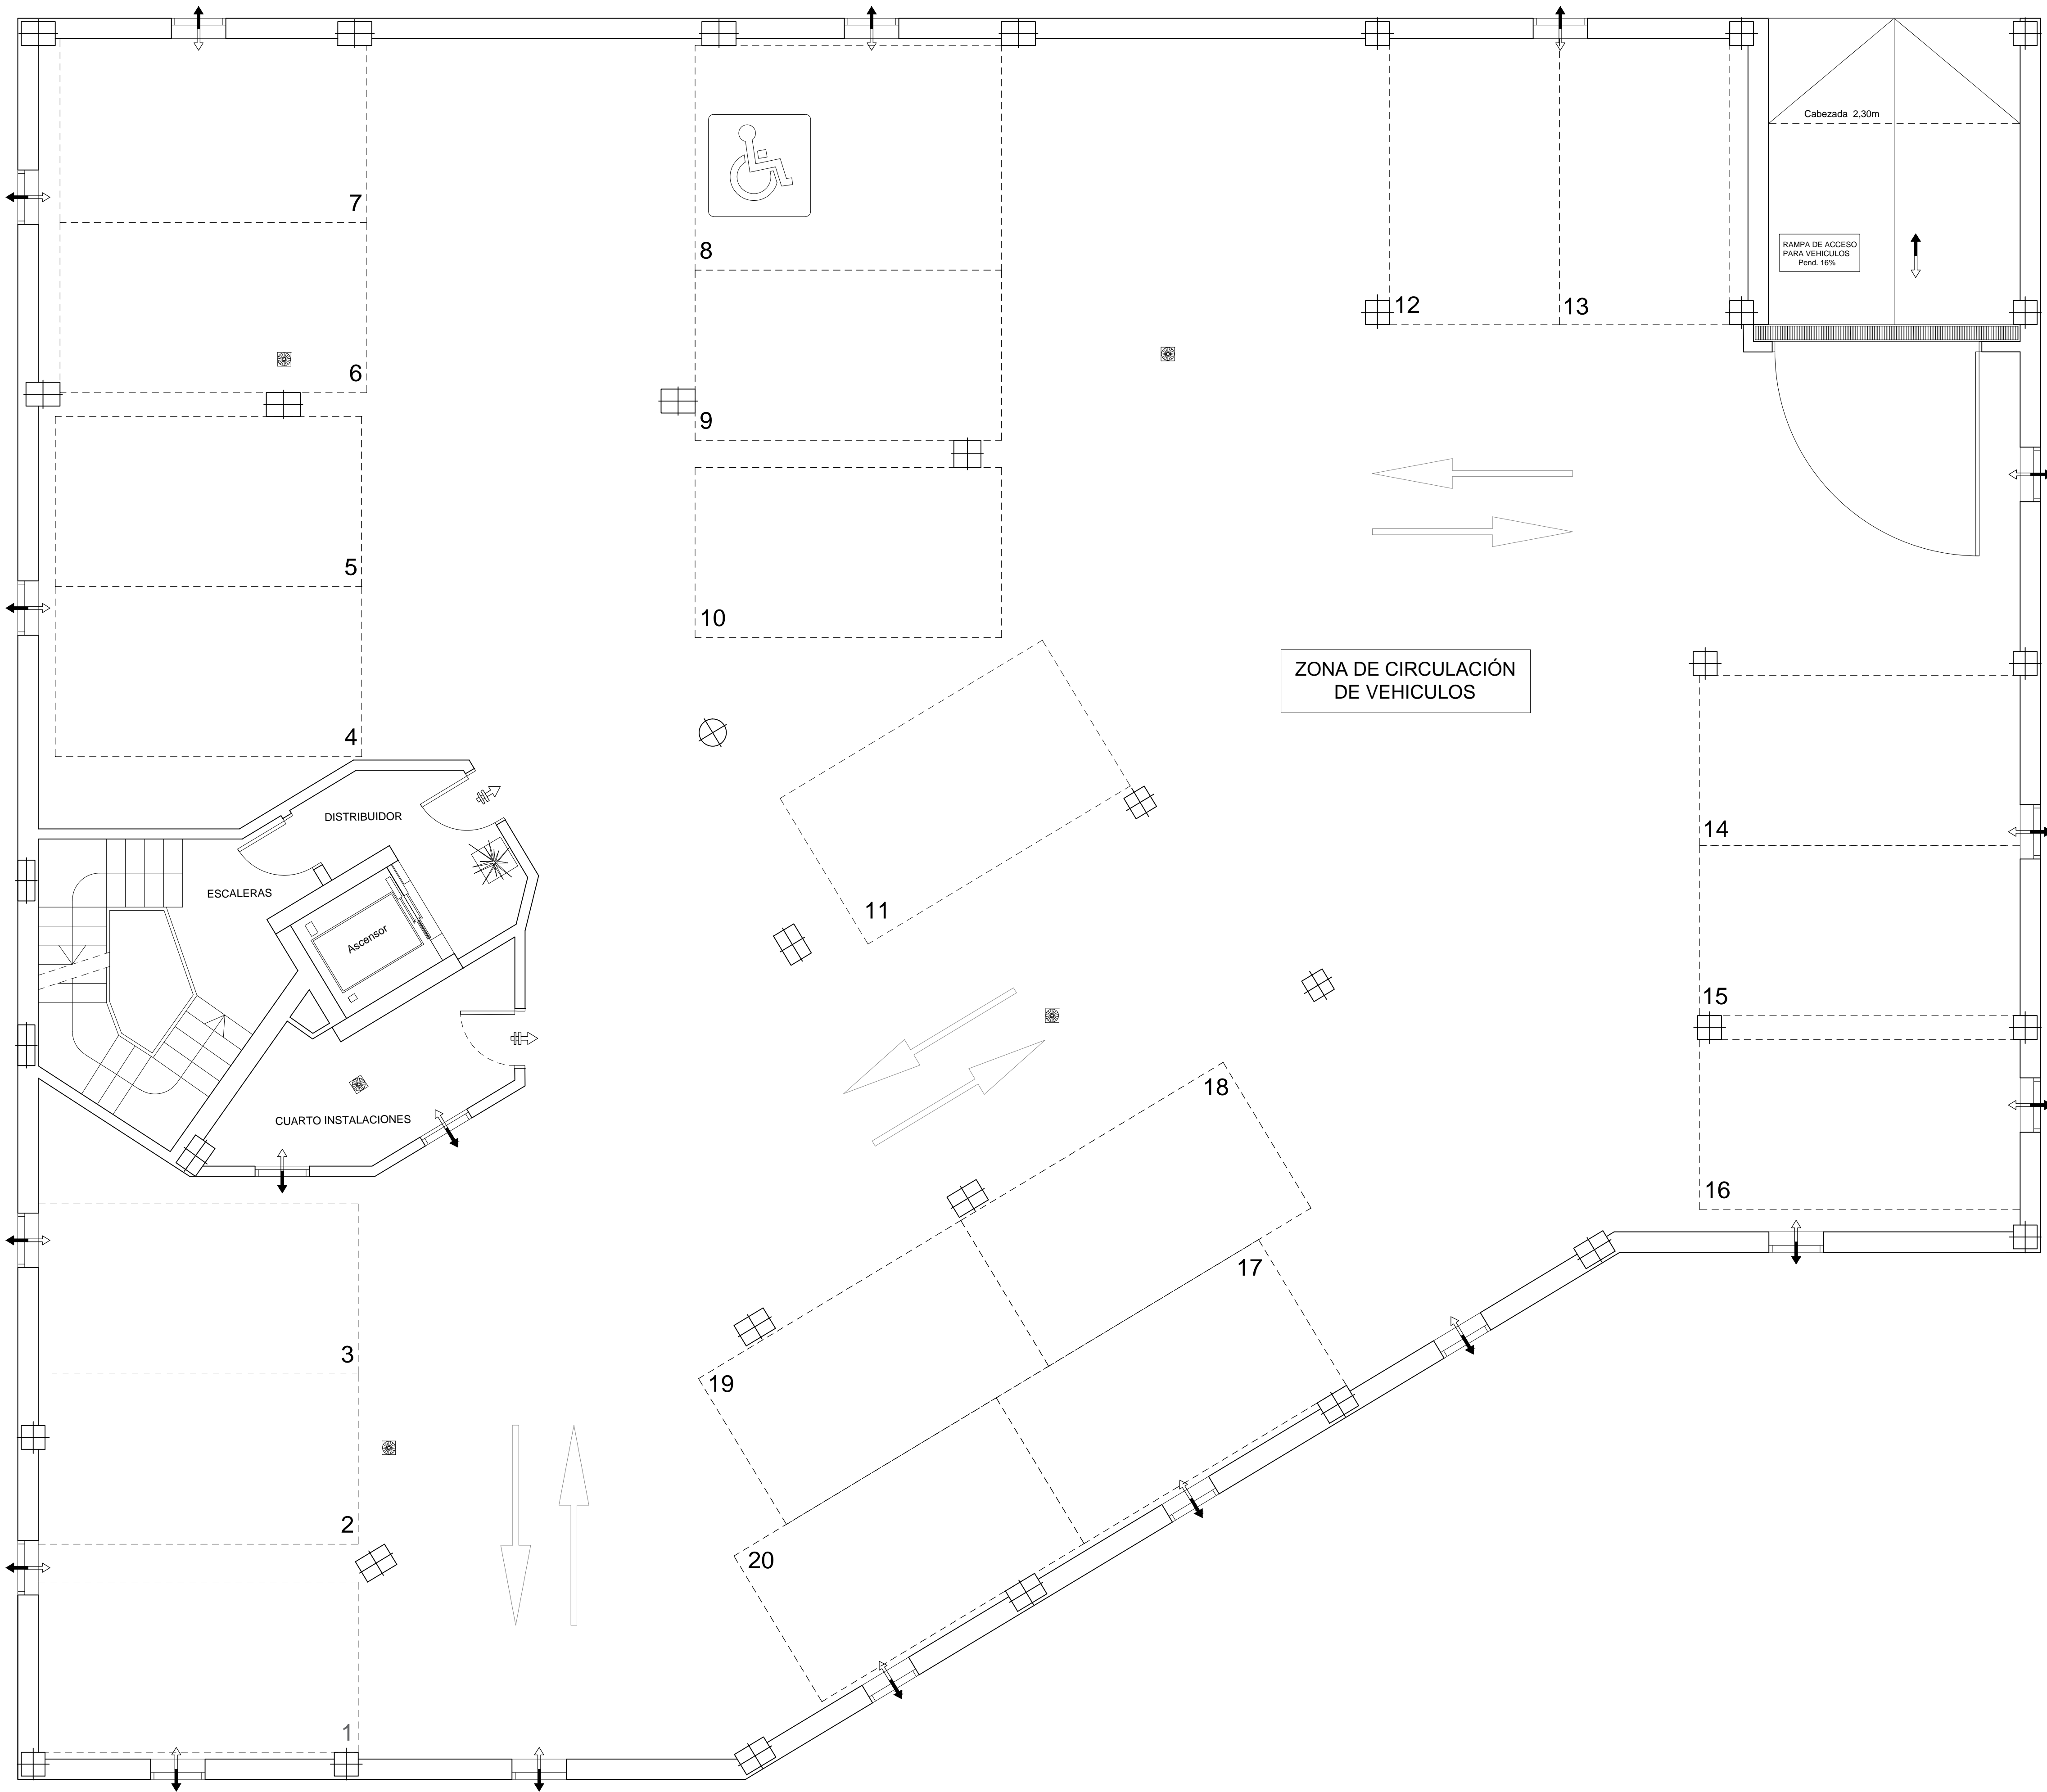 Cabezada 2,30m
7
RAMPA DE ACCESO
PARA VEHICULOS
Pend. 16%
8
12
13
6
9
5
10
ZONA DE CIRCULACIÓN
DE VEHICULOS
4
DISTRIBUIDOR
14
ESCALERAS
11
Ascensor
15
18
CUARTO INSTALACIONES
16
17
3
19
2
20
1